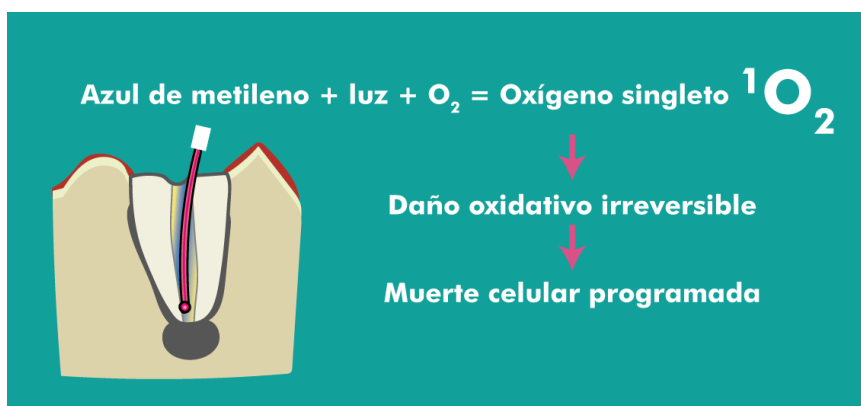 Azul de metileno + luz + O₂ = Oxígeno singleto ¹O₂
Daño oxidativo irreversible
Muerte celular programada